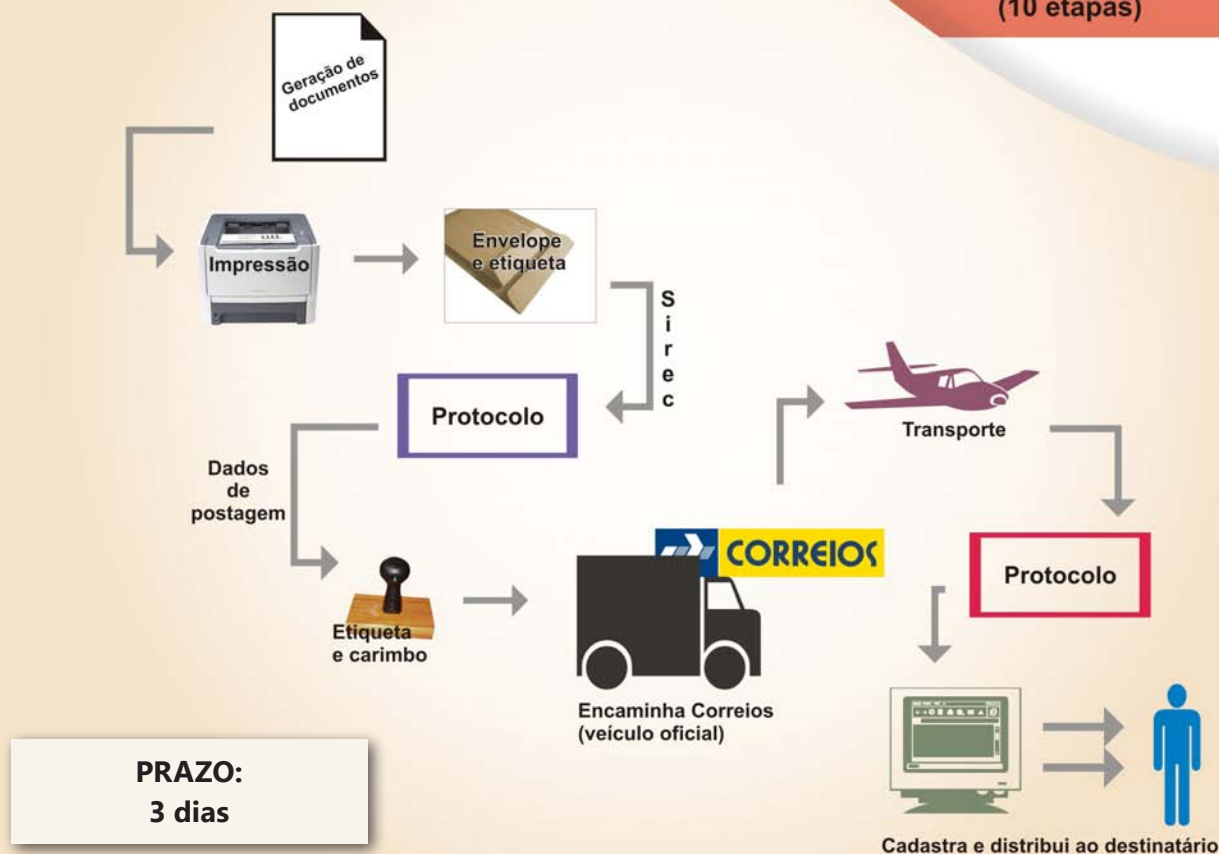 (10 etapas)
Geração de
documentos
Impressão
Envelope
e etiqueta
Sirec
Protocolo
Dados
de
postagem
Etiqueta
e carimbo
CORREIOS
Encaminha Correios
(veículo oficial)
Transporte
Protocolo
Cadastra e distribui ao destinatário
PRAZO:
3 dias